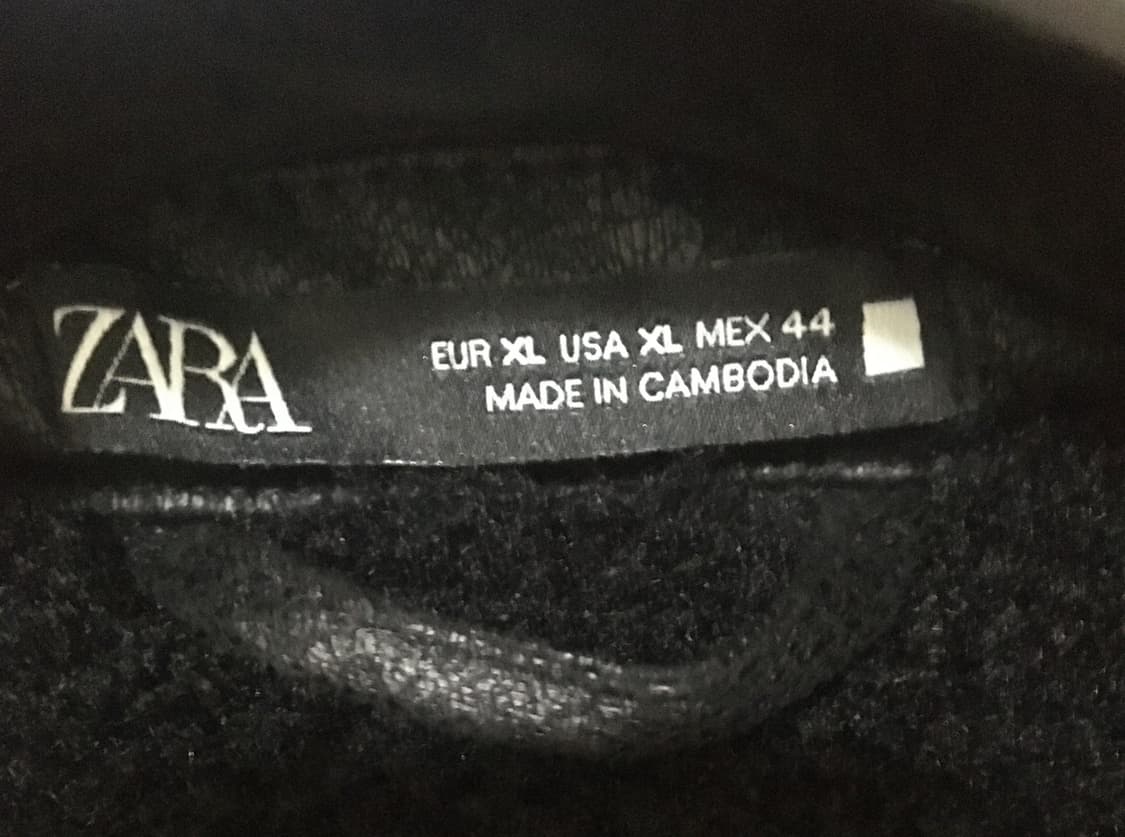 ZARA
EUR XL USA XL MEX 44
MADE IN CAMBODIA